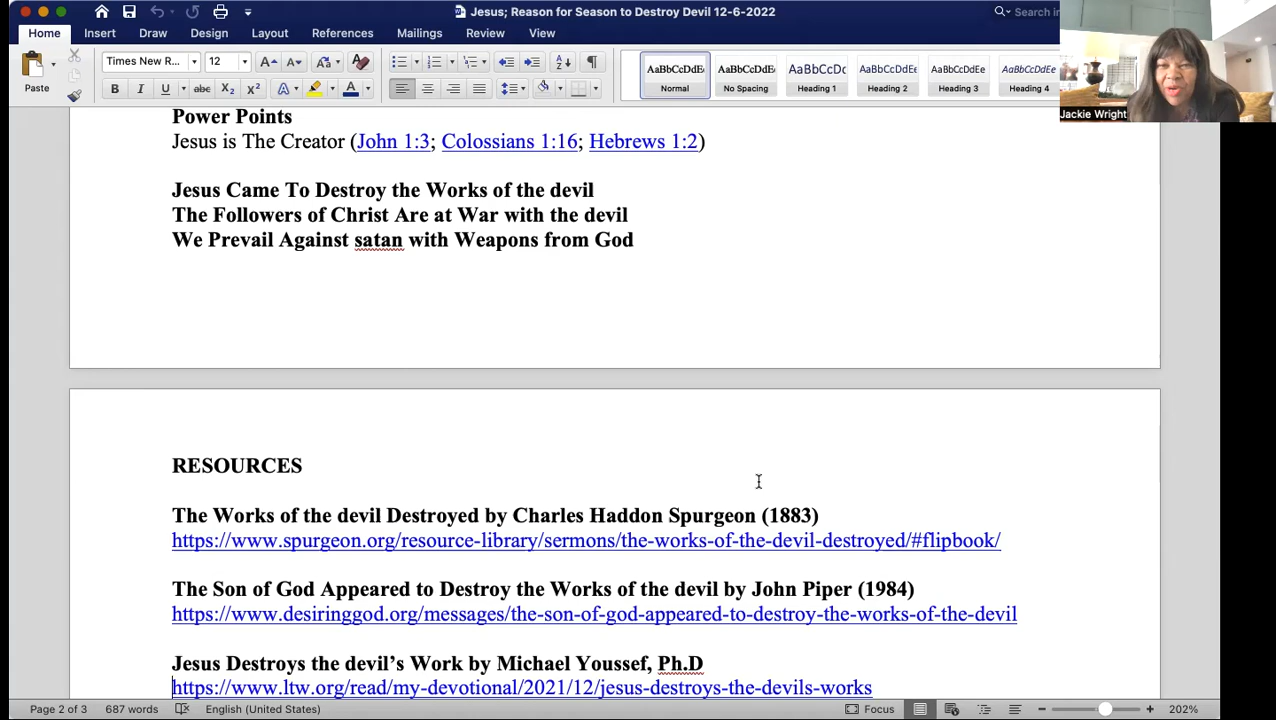 Jesus; Reason for Season to Destroy Devil 12-6-2022
Search in
Home Insert Draw Design Layout References Mailings Review View
Times New R... 12
Paste
AaBbCcDdEe AaBbCcDdEe AaBbCcDc AaBbCcDdEe AaBbCcDdEe AaBbCcDdEe
Normal No Spacing Heading 1 Heading 2 Heading 3 Heading 4
Jackie Wright
Power Points
Jesus is The Creator (John 1:3; Colossians 1:16; Hebrews 1:2)
Jesus Came To Destroy the Works of the devil
The Followers of Christ Are at War with the devil
We Prevail Against satan with Weapons from God
RESOURCES
The Works of the devil Destroyed by Charles Haddon Spurgeon (1883)
https://www.spurgeon.org/resource-library/sermons/the-works-of-the-devil-destroyed/#flipbook/
The Son of God Appeared to Destroy the Works of the devil by John Piper (1984)
https://www.desiringgod.org/messages/the-son-of-god-appeared-to-destroy-the-works-of-the-devil
Jesus Destroys the devil’s Work by Michael Youssef, Ph.D
https://www.ltw.org/read/my-devotional/2021/12/jesus-destroys-the-devils-works
Page 2 of 3 687 words English (United States) Focus 202%